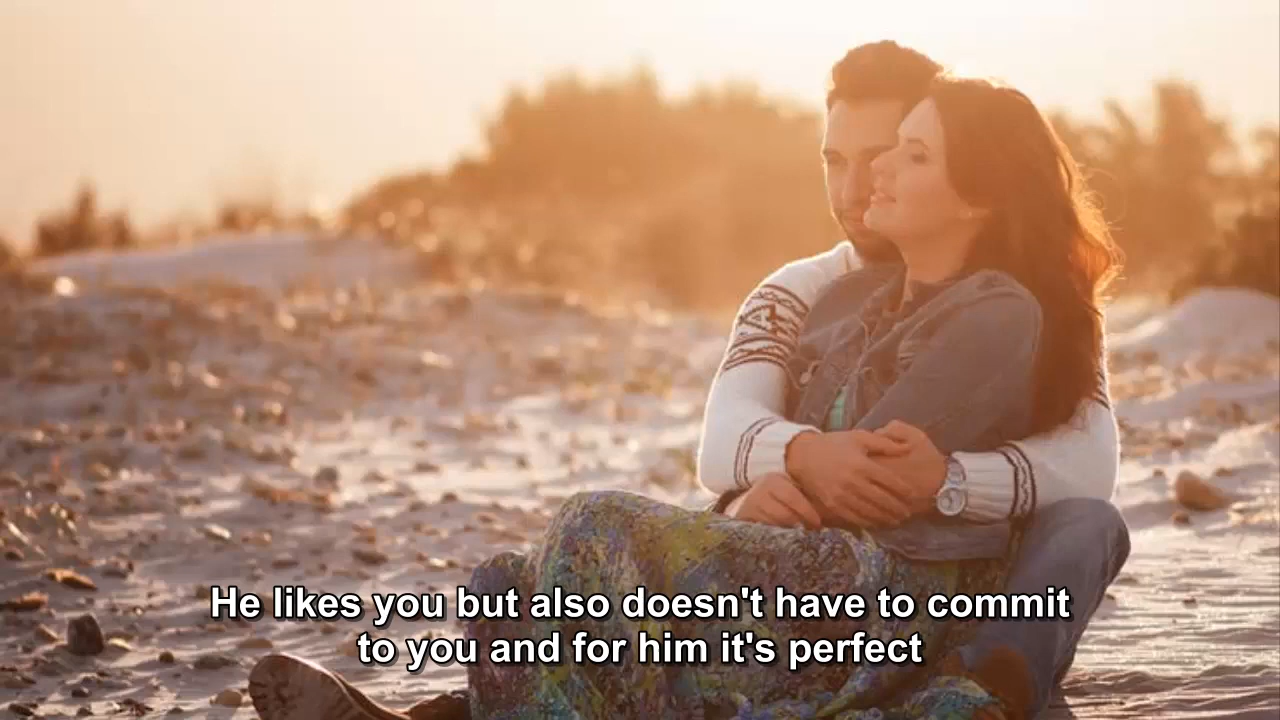 He likes you but also doesn't have to commit
to you and for him it's perfect